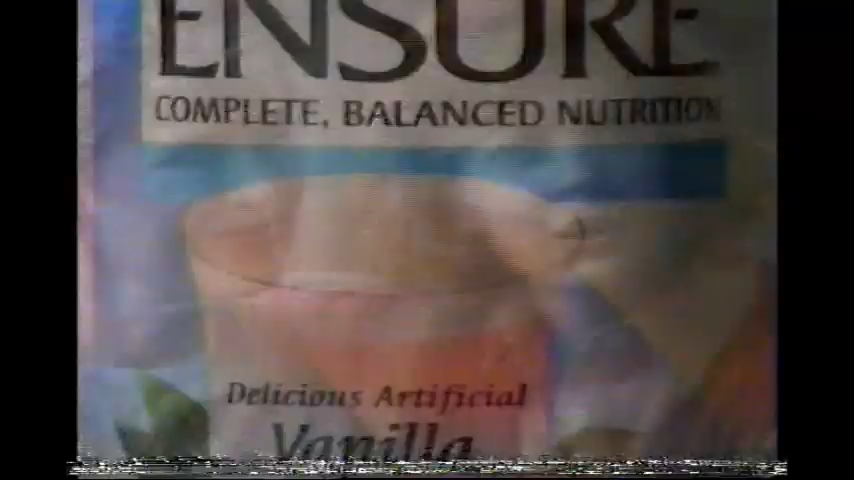 ENSURE
COMPLETE, BALANCED NUTRITION
Delicious Artificial
Vanilla